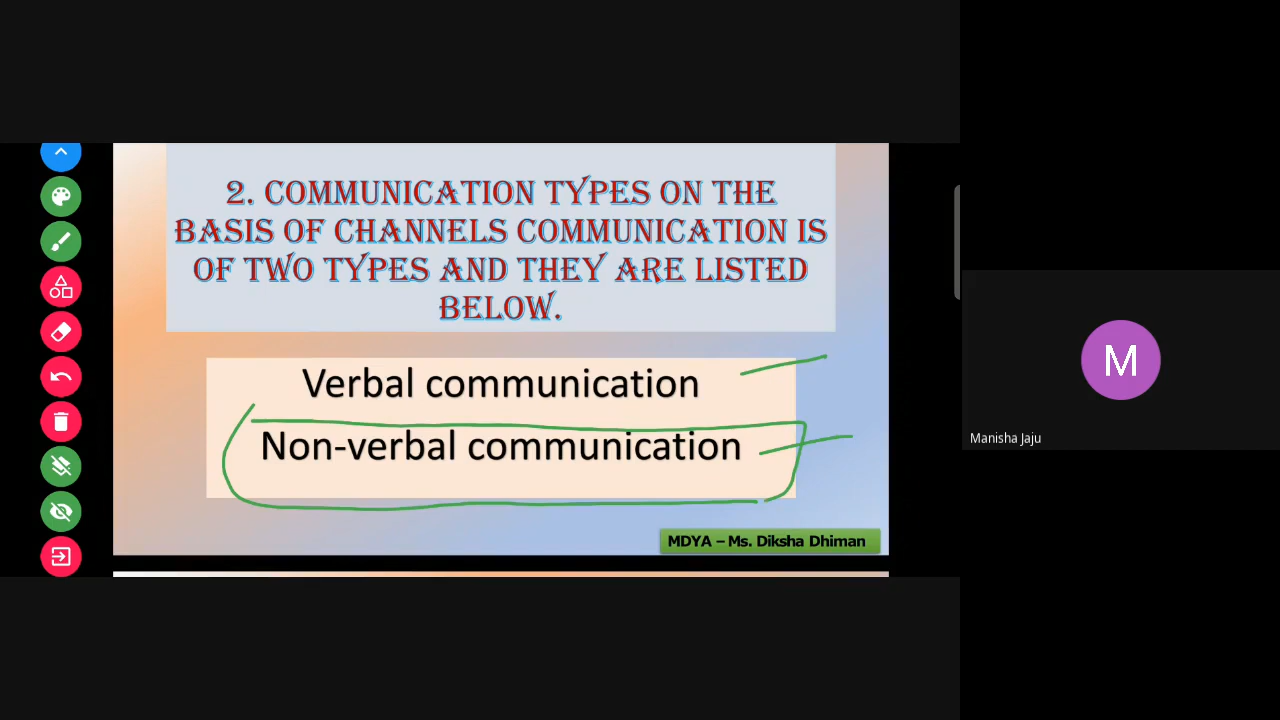 2. COMMUNICATION TYPES ON THE
BASIS OF CHANNELS COMMUNICATION IS
OF TWO TYPES AND THEY ARE LISTED
BELOW.
Verbal communication
Non-verbal communication
MDYA – Ms. Diksha Dhiman
M
Manisha Jaju